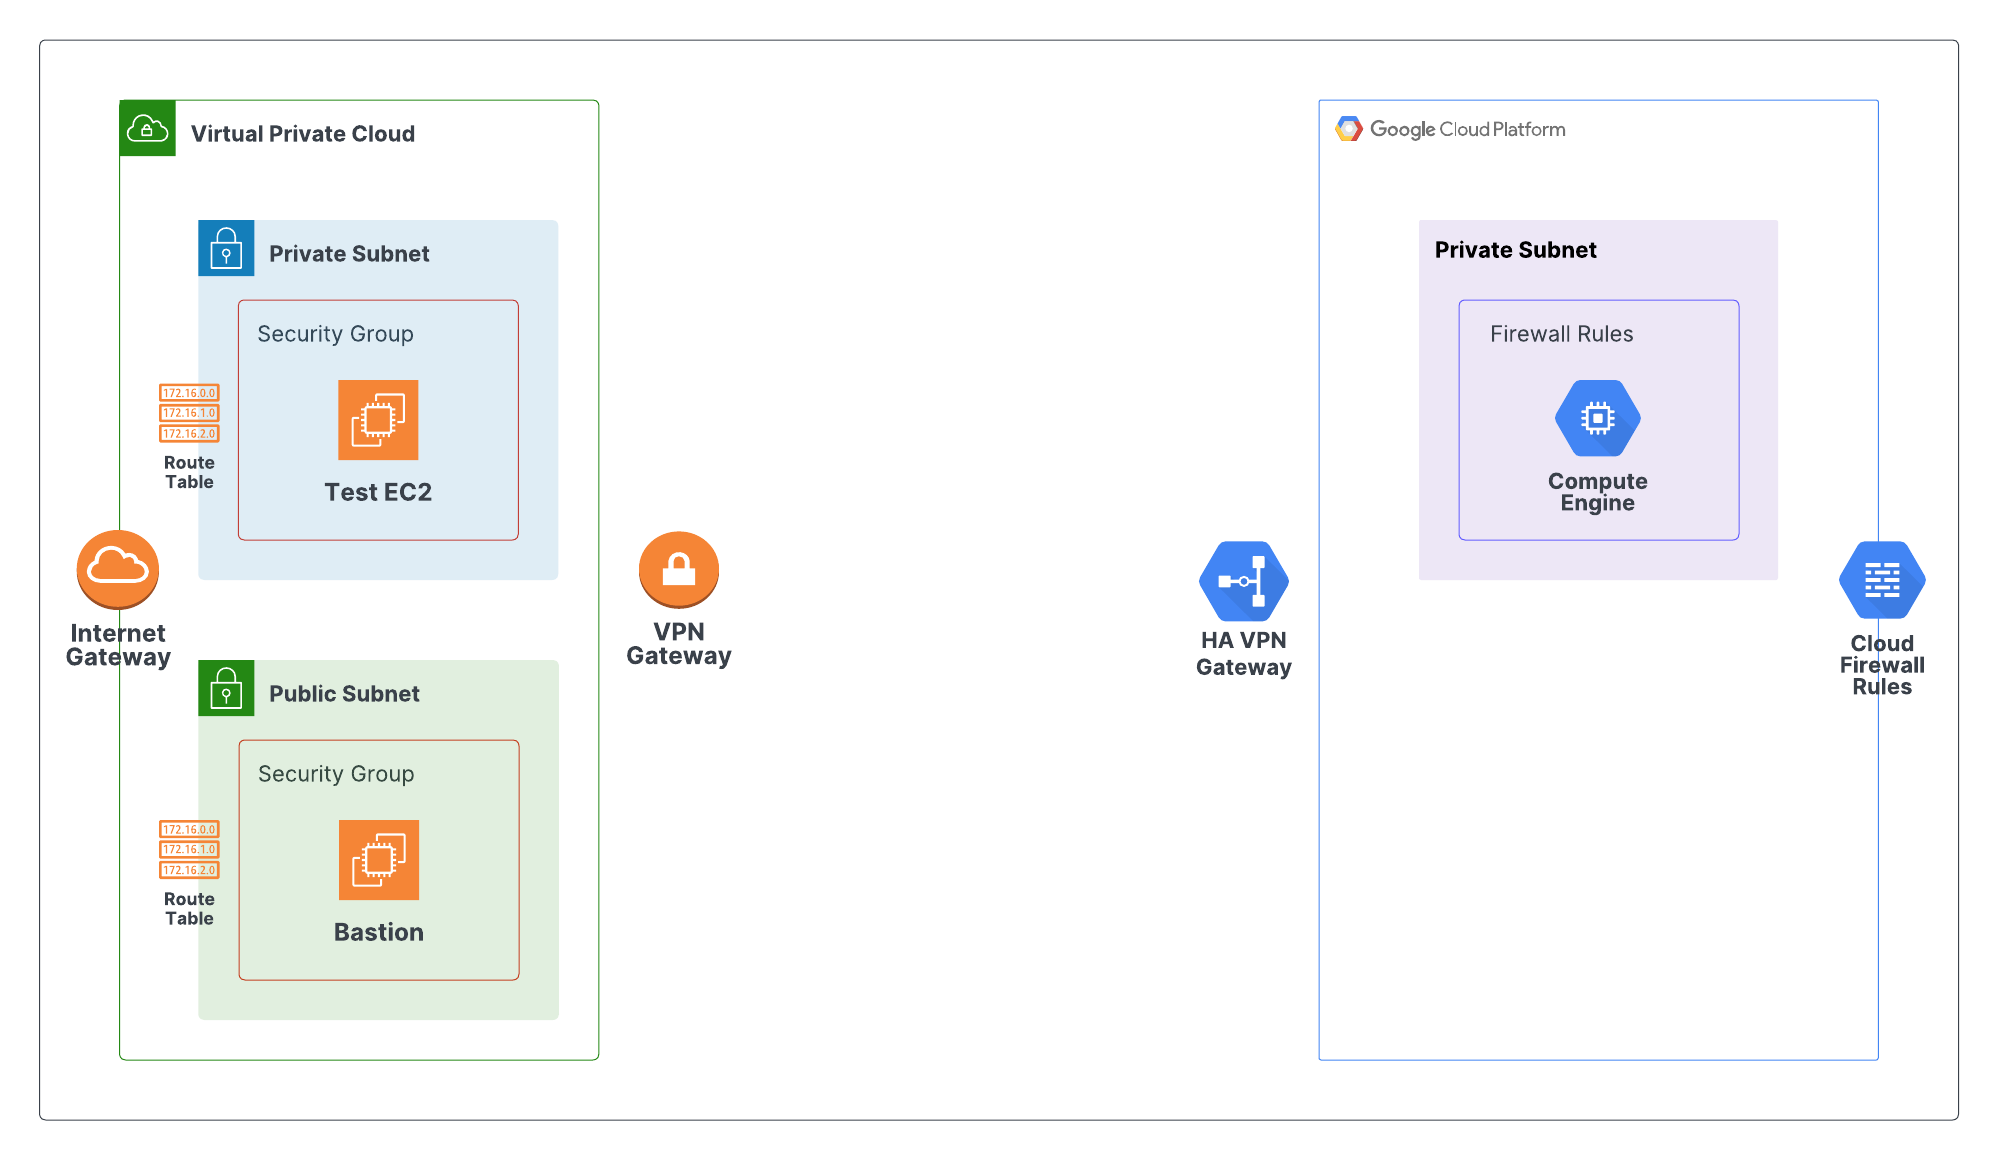 Virtual Private Cloud
Private Subnet
Security Group
172.16.0.0
172.16.1.0
172.16.2.0
Route
Table
Test EC2
Internet
Gateway
Public Subnet
Security Group
172.16.0.0
172.16.1.0
172.16.2.0
Route
Table
Bastion
VPN
Gateway
HA VPN
Gateway
Google Cloud Platform
Private Subnet
Firewall Rules
Compute
Engine
Cloud
Firewall
Rules